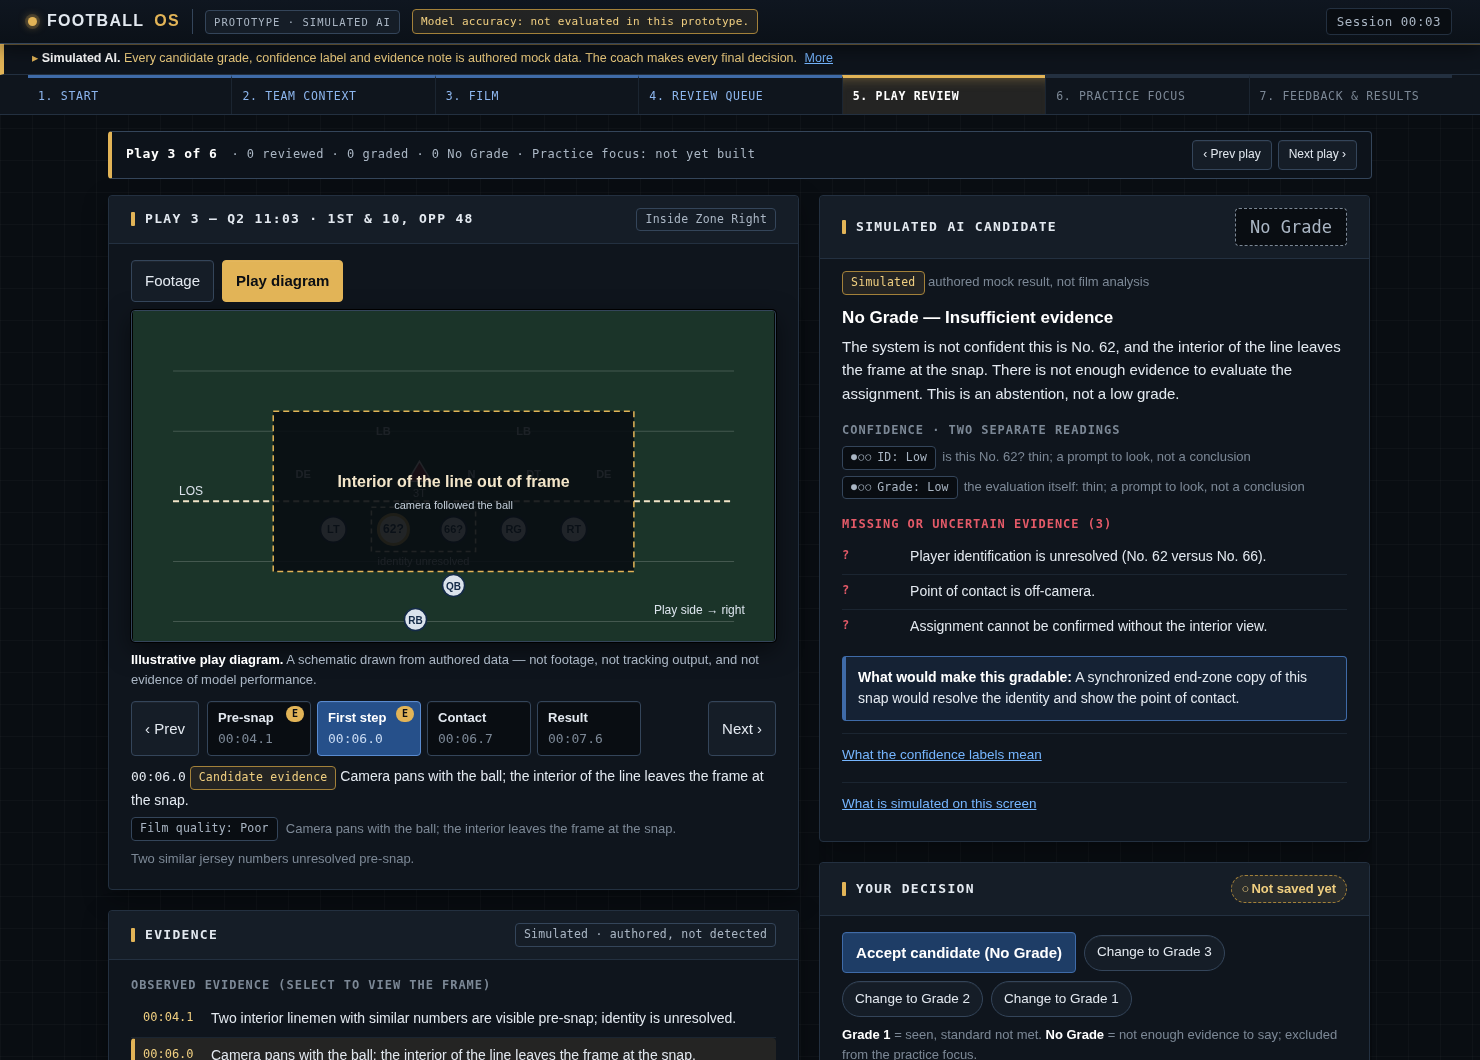 FOOTBALL OS
PROTOTYPE · SIMULATED AI
Model accuracy: not evaluated in this prototype.
Session 00:03
▸ Simulated AI. Every candidate grade, confidence label and evidence note is authored mock data. The coach makes every final decision. More
1. START
2. TEAM CONTEXT
3. FILM
4. REVIEW QUEUE
5. PLAY REVIEW
6. PRACTICE FOCUS
7. FEEDBACK & RESULTS
Play 3 of 6 · 0 reviewed · 0 graded · 0 No Grade · Practice focus: not yet built
‹ Prev play
Next play ›
PLAY 3 — Q2 11:03 · 1ST & 10, OPP 48
Inside Zone Right
Footage
Play diagram
LB
LB
DE
N
DT
DE
Interior of the line out of frame
LOS
camera followed the ball
LT
62?
66?
RG
RT
identity unresolved
QB
RB
Play side → right
Illustrative play diagram. A schematic drawn from authored data — not footage, not tracking output, and not
evidence of model performance.
‹ Prev
Pre-snap E
00:04.1
First step E
00:06.0
Contact
00:06.7
Result
00:07.6
Next ›
00:06.0 Candidate evidence Camera pans with the ball; the interior of the line leaves the frame at
the snap.
Film quality: Poor Camera pans with the ball; the interior leaves the frame at the snap.
Two similar jersey numbers unresolved pre-snap.
EVIDENCE
Simulated · authored, not detected
OBSERVED EVIDENCE (SELECT TO VIEW THE FRAME)
00:04.1 Two interior linemen with similar numbers are visible pre-snap; identity is unresolved.
00:06.0 Camera pans with the ball; the interior of the line leaves the frame at the snap.
SIMULATED AI CANDIDATE
No Grade
Simulated authored mock result, not film analysis
No Grade — Insufficient evidence
The system is not confident this is No. 62, and the interior of the line leaves
the frame at the snap. There is not enough evidence to evaluate the
assignment. This is an abstention, not a low grade.
CONFIDENCE · TWO SEPARATE READINGS
●○○ ID: Low is this No. 62? thin; a prompt to look, not a conclusion
●○○ Grade: Low the evaluation itself: thin; a prompt to look, not a conclusion
MISSING OR UNCERTAIN EVIDENCE (3)
? Player identification is unresolved (No. 62 versus No. 66).
? Point of contact is off-camera.
? Assignment cannot be confirmed without the interior view.
What would make this gradable: A synchronized end-zone copy of this
snap would resolve the identity and show the point of contact.
What the confidence labels mean
What is simulated on this screen
YOUR DECISION
○ Not saved yet
Accept candidate (No Grade)
Change to Grade 3
Change to Grade 2
Change to Grade 1
Grade 1 = seen, standard not met. No Grade = not enough evidence to say; excluded
from the practice focus.